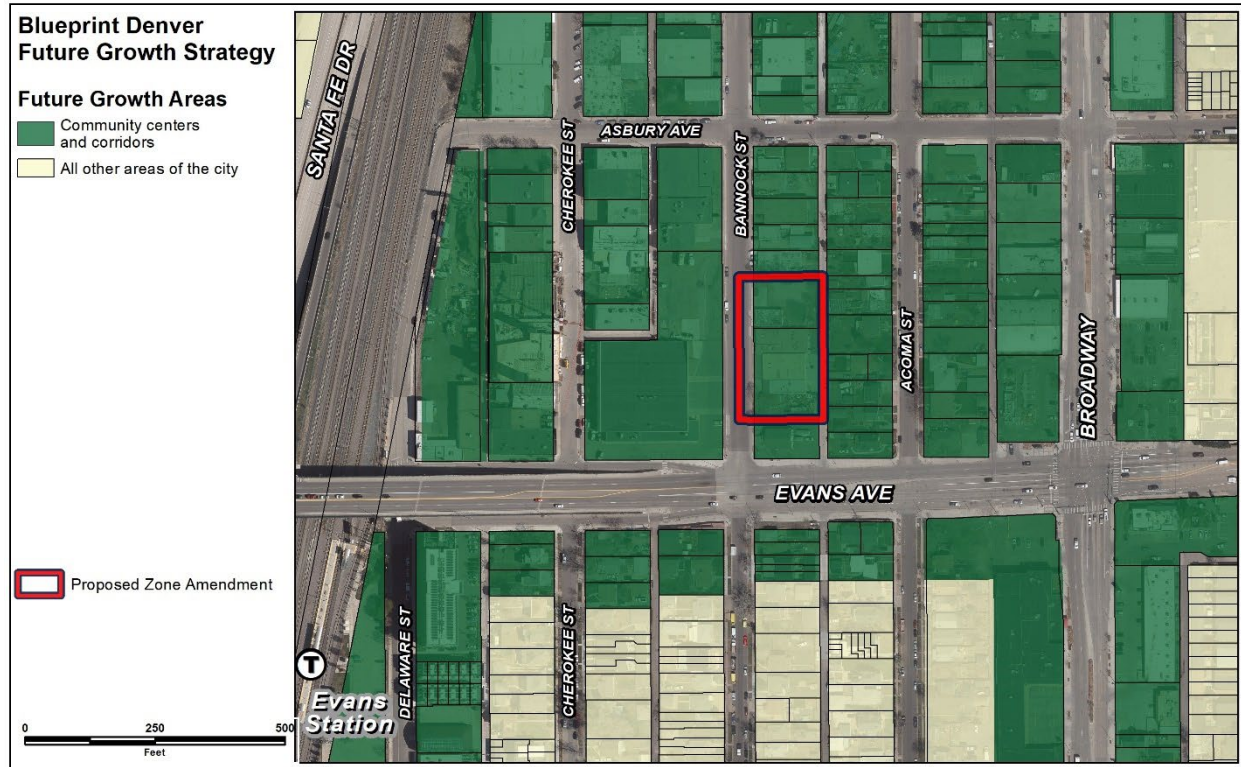 Blueprint Denver
Future Growth Strategy
Future Growth Areas
Community centers
and corridors
All other areas of the city
Proposed Zone Amendment
0 250 500
Feet
SANTA FE DR
CHEROKEE ST
ASBURY AVE
BANNOCK ST
ACOMA ST
BROADWAY
EVANS AVE
DELAWARE ST
CHEROKEE ST
T
Evans
Station